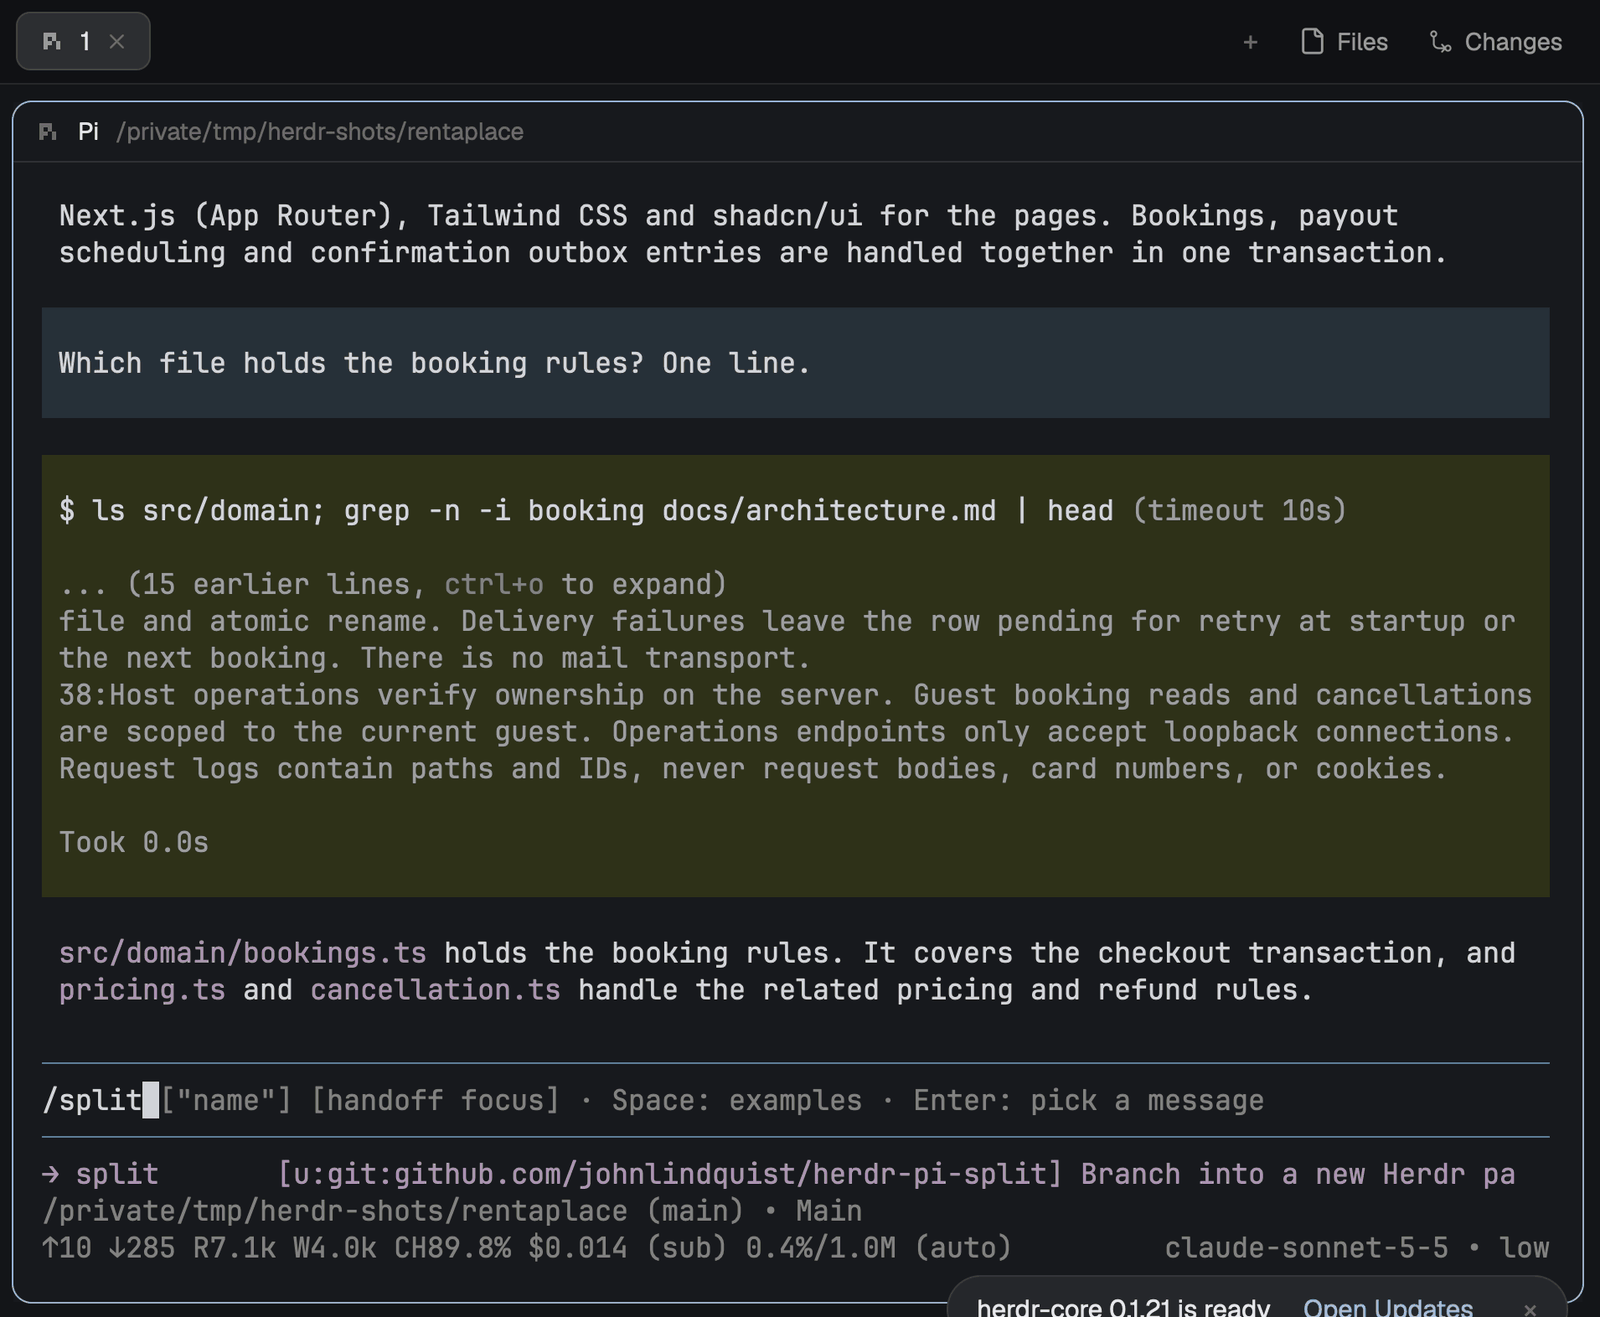 1 ×
+ Files Changes
Pi /private/tmp/herdr-shots/rentaplace
Next.js (App Router), Tailwind CSS and shadcn/ui for the pages. Bookings, payout
scheduling and confirmation outbox entries are handled together in one transaction.
Which file holds the booking rules? One line.
$ ls src/domain; grep -n -i booking docs/architecture.md | head (timeout 10s)
... (15 earlier lines, ctrl+o to expand)
file and atomic rename. Delivery failures leave the row pending for retry at startup or
the next booking. There is no mail transport.
38:Host operations verify ownership on the server. Guest booking reads and cancellations
are scoped to the current guest. Operations endpoints only accept loopback connections.
Request logs contain paths and IDs, never request bodies, card numbers, or cookies.
Took 0.0s
src/domain/bookings.ts holds the booking rules. It covers the checkout transaction, and
pricing.ts and cancellation.ts handle the related pricing and refund rules.
/split ["name"] [handoff focus] · Space: examples · Enter: pick a message
→ split [u:git:github.com/johnlindquist/herdr-pi-split] Branch into a new Herdr pa
/private/tmp/herdr-shots/rentaplace (main) • Main
↑10 ↓285 R7.1k W4.0k CH89.8% $0.014 (sub) 0.4%/1.0M (auto) claude-sonnet-5-5 • low
herdr-core 0.1.21 is ready Open Updates ×